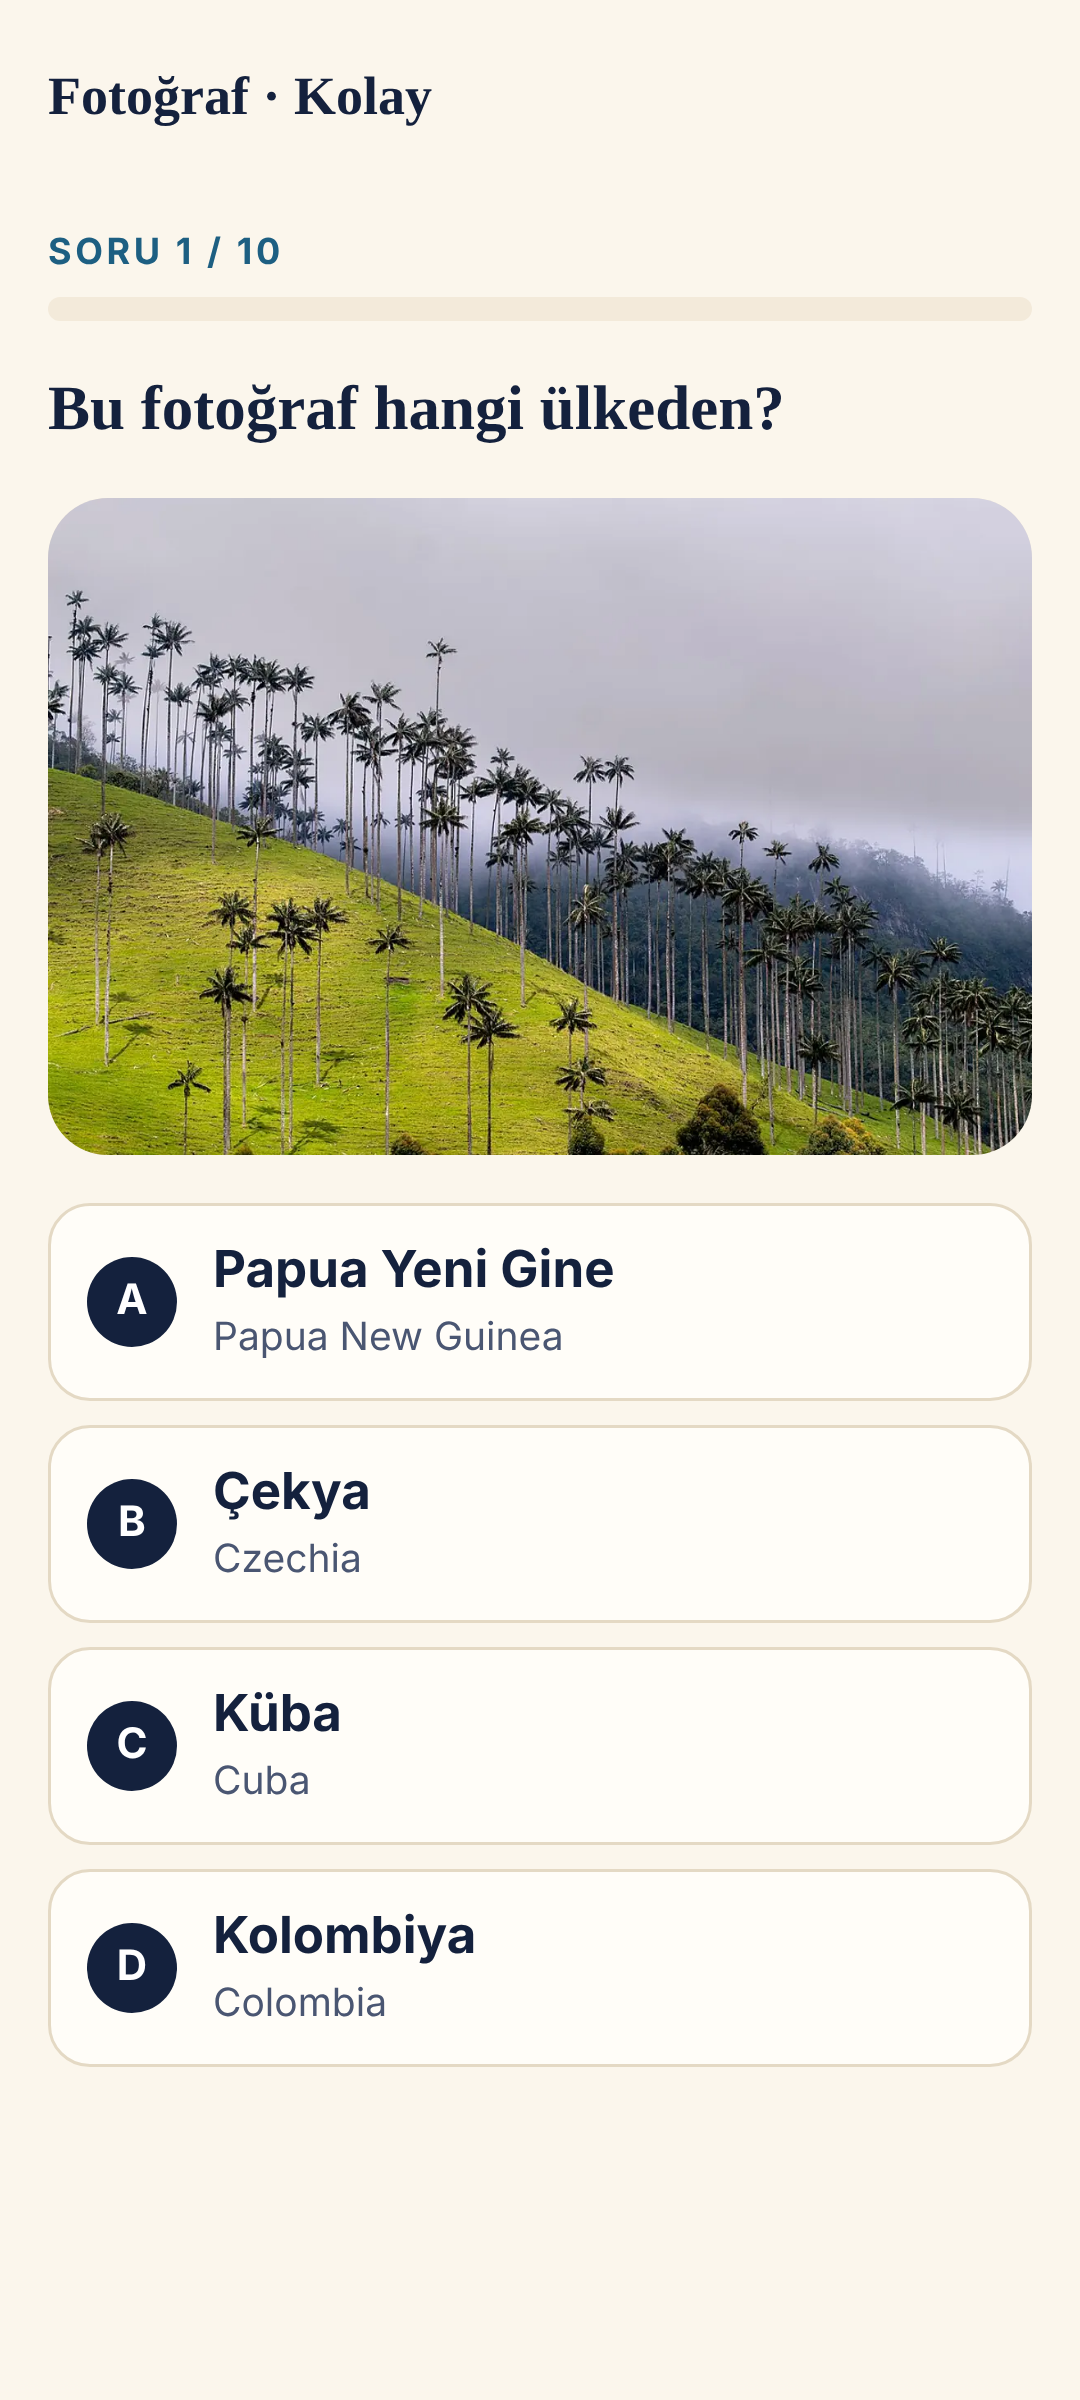 Fotoğraf · Kolay
SORU 1 / 10
Bu fotoğraf hangi ülkeden?
A
Papua Yeni Gine
Papua New Guinea
B
Çekya
Czechia
C
Küba
Cuba
D
Kolombiya
Colombia